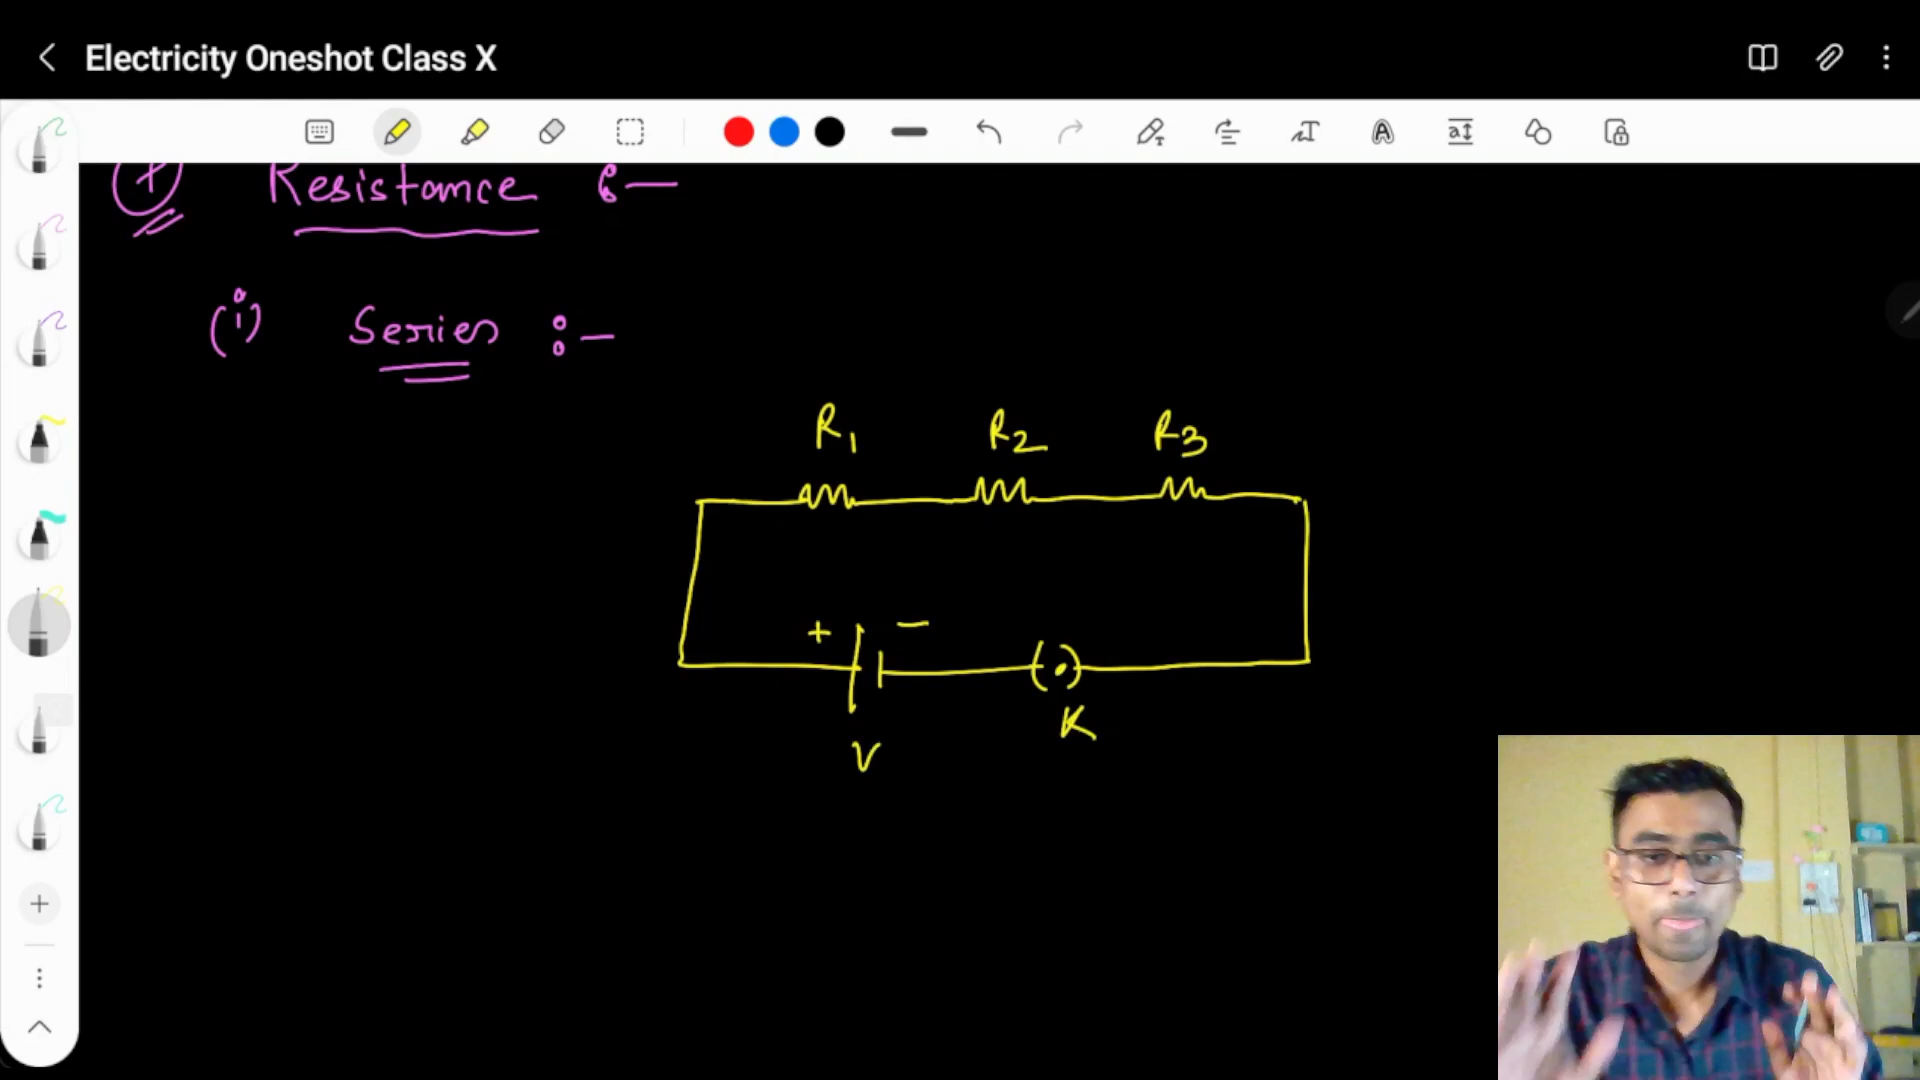 Electricity Oneshot Class X
Resistance :-
(i) Series :-
R1 R2 R3
+ -
K
V